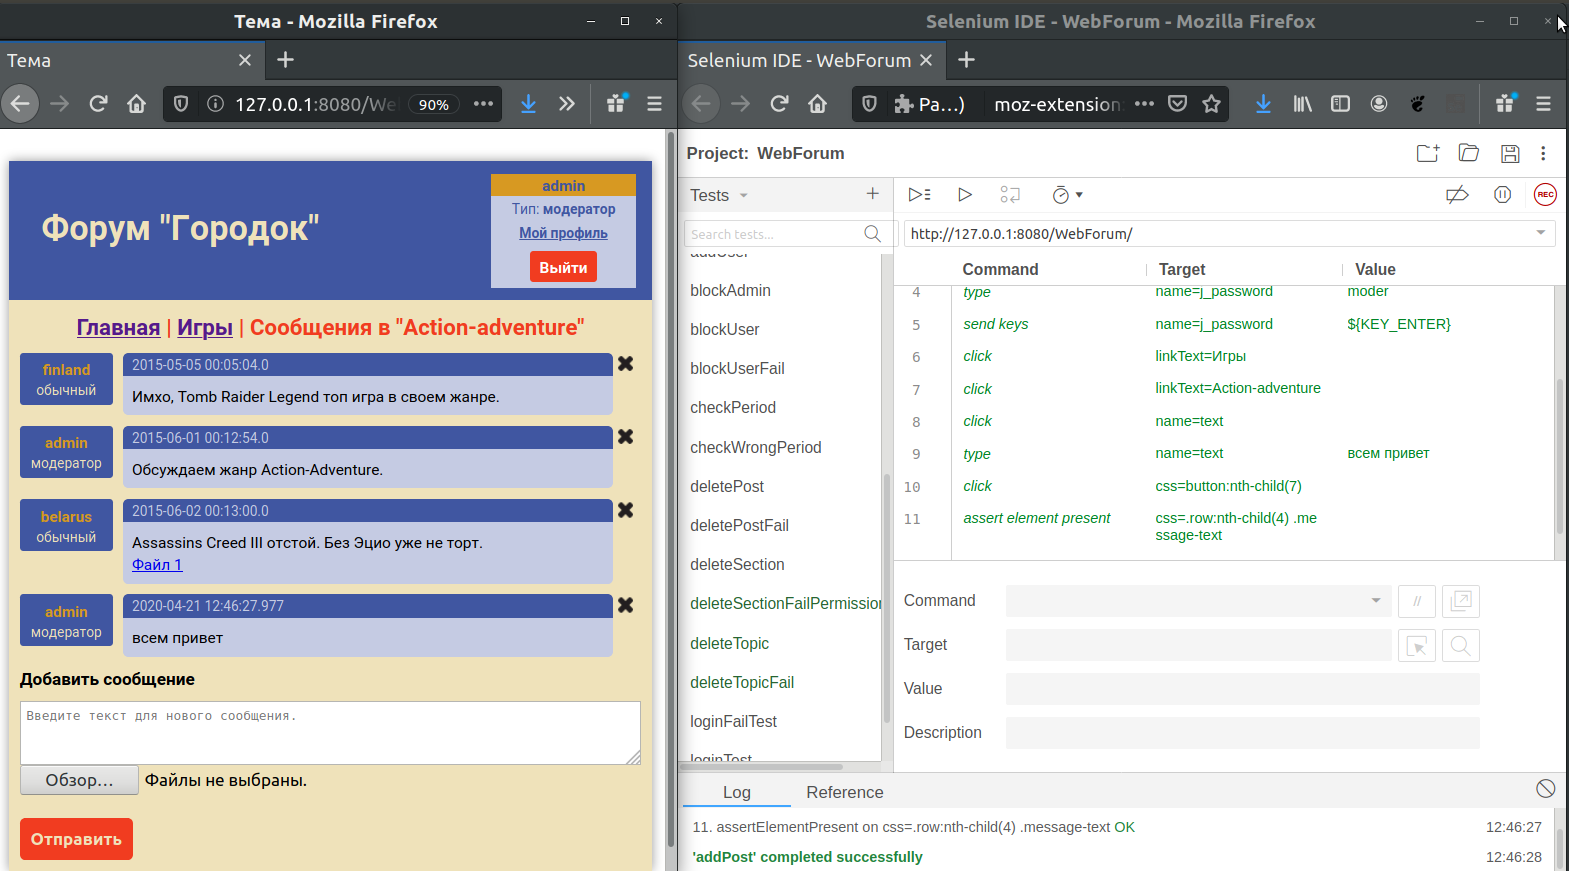 Тема - Mozilla Firefox
Тема
127.0.0.1:8080/We
90%
Форум "Городок"
admin
Тип: модератор
Мой профиль
Выйти
Главная | Игры | Сообщения в "Action-adventure"
finland
обычный
2015-05-05 00:05:04.0
Имхо, Tomb Raider Legend топ игра в своем жанре.
admin
модератор
2015-06-01 00:12:54.0
Обсуждаем жанр Action-Adventure.
belarus
обычный
2015-06-02 00:13:00.0
Assassins Creed III отстой. Без Эцио уже не торт.
Файл 1
admin
модератор
2020-04-21 12:46:27.977
всем привет
Добавить сообщение
Введите текст для нового сообщения.
Обзор... Файлы не выбраны.
Отправить
Selenium IDE - WebForum - Mozilla Firefox
Selenium IDE - WebForum
Ра...) moz-extension:
Project: WebForum
Tests
REC
Search tests...
http://127.0.0.1:8080/WebForum/
addUser
blockAdmin
blockUser
blockUserFail
checkPeriod
checkWrongPeriod
deletePost
deletePostFail
deleteSection
deleteSectionFailPermission
deleteTopic
deleteTopicFail
loginFailTest
loginTest
Command Target Value
4 type name=j_password moder
5 send keys name=j_password ${KEY_ENTER}
6 click linkText=Игры
7 click linkText=Action-adventure
8 click name=text
9 type name=text всем привет
10 click css=button:nth-child(7)
11 assert element present css=.row:nth-child(4) .me
ssage-text
Command
//
Target
Value
Description
Log Reference
11. assertElementPresent on css=.row:nth-child(4) .message-text OK 12:46:27
'addPost' completed successfully 12:46:28